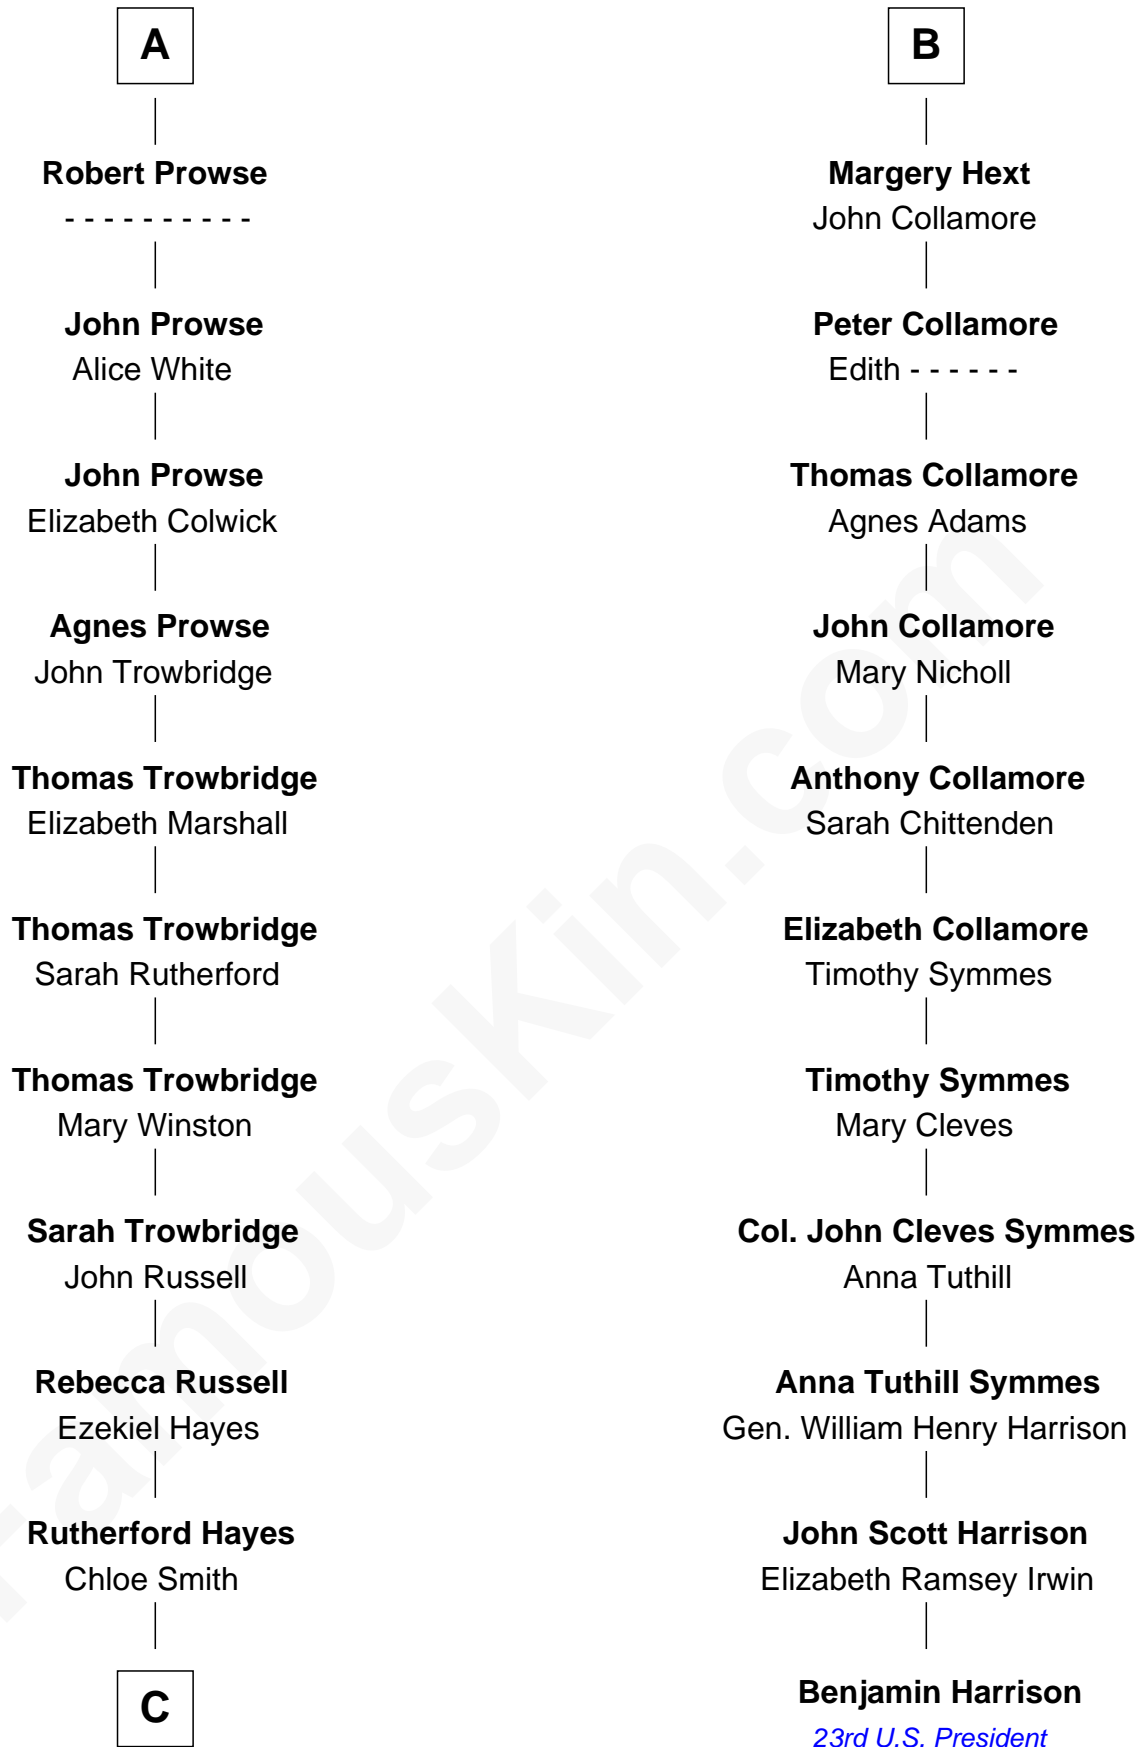 A
Robert Prowse
- - - - - - - - - -
John Prowse
Alice White
John Prowse
Elizabeth Colwick
Agnes Prowse
John Trowbridge
Thomas Trowbridge
Elizabeth Marshall
Thomas Trowbridge
Sarah Rutherford
Thomas Trowbridge
Mary Winston
Sarah Trowbridge
John Russell
Rebecca Russell
Ezekiel Hayes
Rutherford Hayes
Chloe Smith
C
B
Margery Hext
John Collamore
Peter Collamore
Edith - - - - - -
Thomas Collamore
Agnes Adams
John Collamore
Mary Nicholl
Anthony Collamore
Sarah Chittenden
Elizabeth Collamore
Timothy Symmes
Timothy Symmes
Mary Cleves
Col. John Cleves Symmes
Anna Tuthill
Anna Tuthill Symmes
Gen. William Henry Harrison
John Scott Harrison
Elizabeth Ramsey Irwin
Benjamin Harrison
23rd U.S. President
FamousKin.com